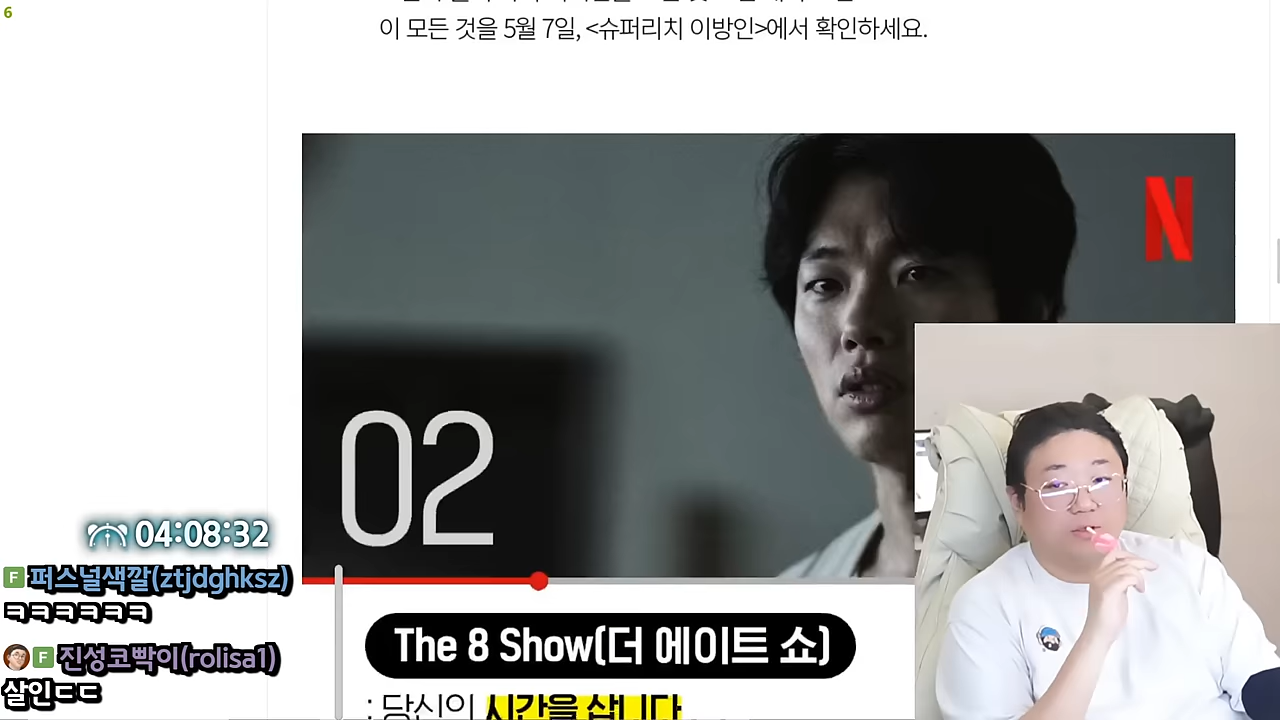 6
이 모든 것을 5월 7일, <슈퍼리치 이방인>에서 확인하세요.
N
02
04:08:32
F 퍼스널색깔(ztjdghksz)
ㅋㅋㅋㅋㅋㅋ
F 진성코빡이(rolisa1)
살인ㄷㄷ
The 8 Show(더 에이트 쇼)
: 당신의 시간을 삽니다